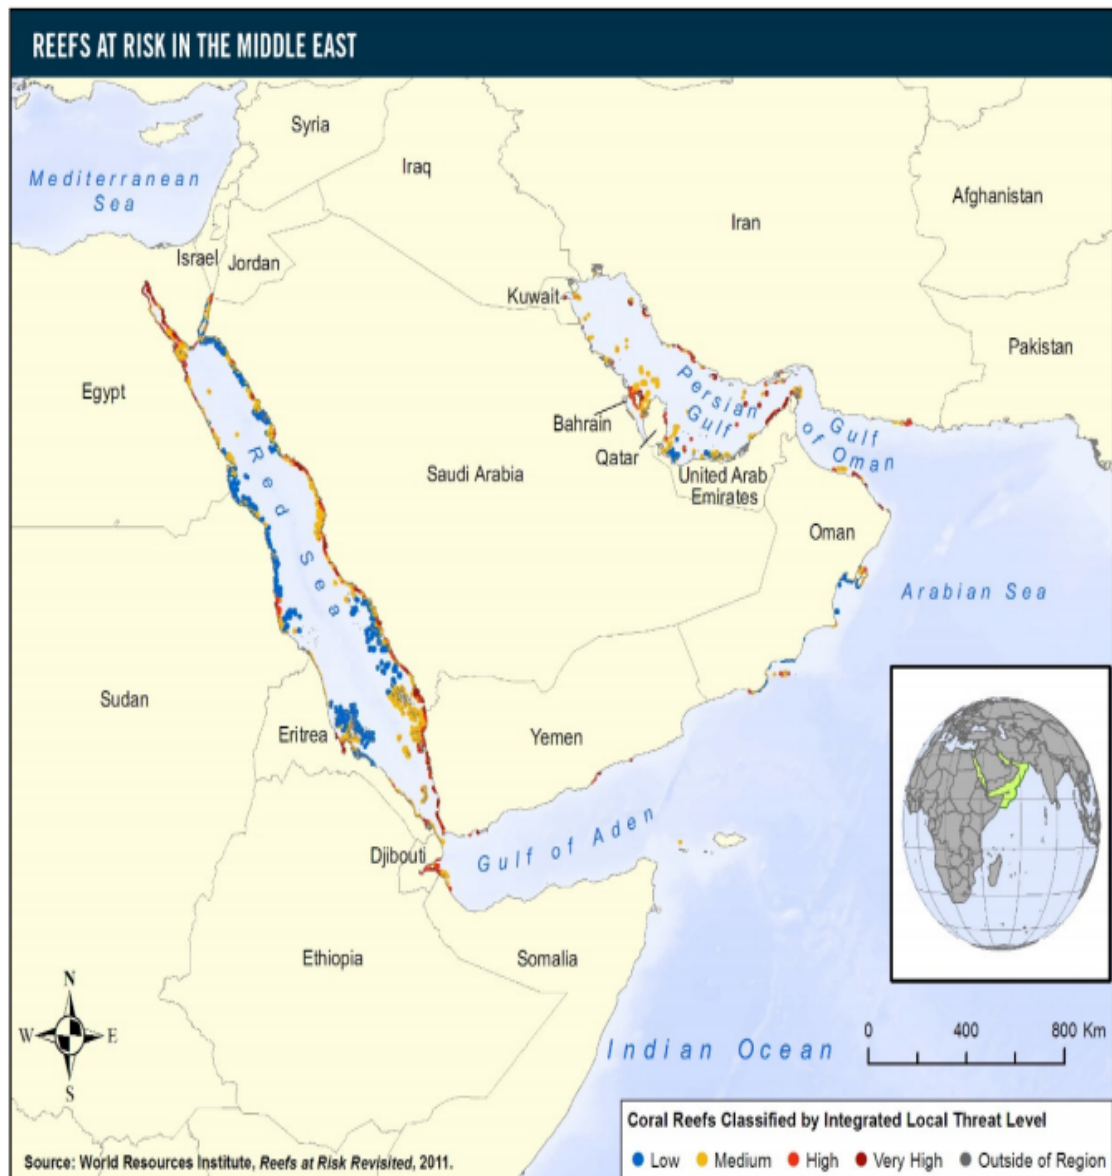 REEFS AT RISK IN THE MIDDLE EAST
Syria
Iraq
Mediterranean
Sea
Afghanistan
Iran
Israel
Jordan
Kuwait
Pakistan
Egypt
Persian
Gulf
Bahrain
Gulf
of
Oman
Qatar
Saudi Arabia
United Arab
Emirates
Red Sea
Oman
Arabian Sea
Sudan
Eritrea
Yemen
Djibouti
Gulf of Aden
Ethiopia
Somalia
N
W E
S
0 400 800 Km
Indian Ocean
Coral Reefs Classified by Integrated Local Threat Level
Low Medium High Very High Outside of Region
Source: World Resources Institute, Reefs at Risk Revisited, 2011.